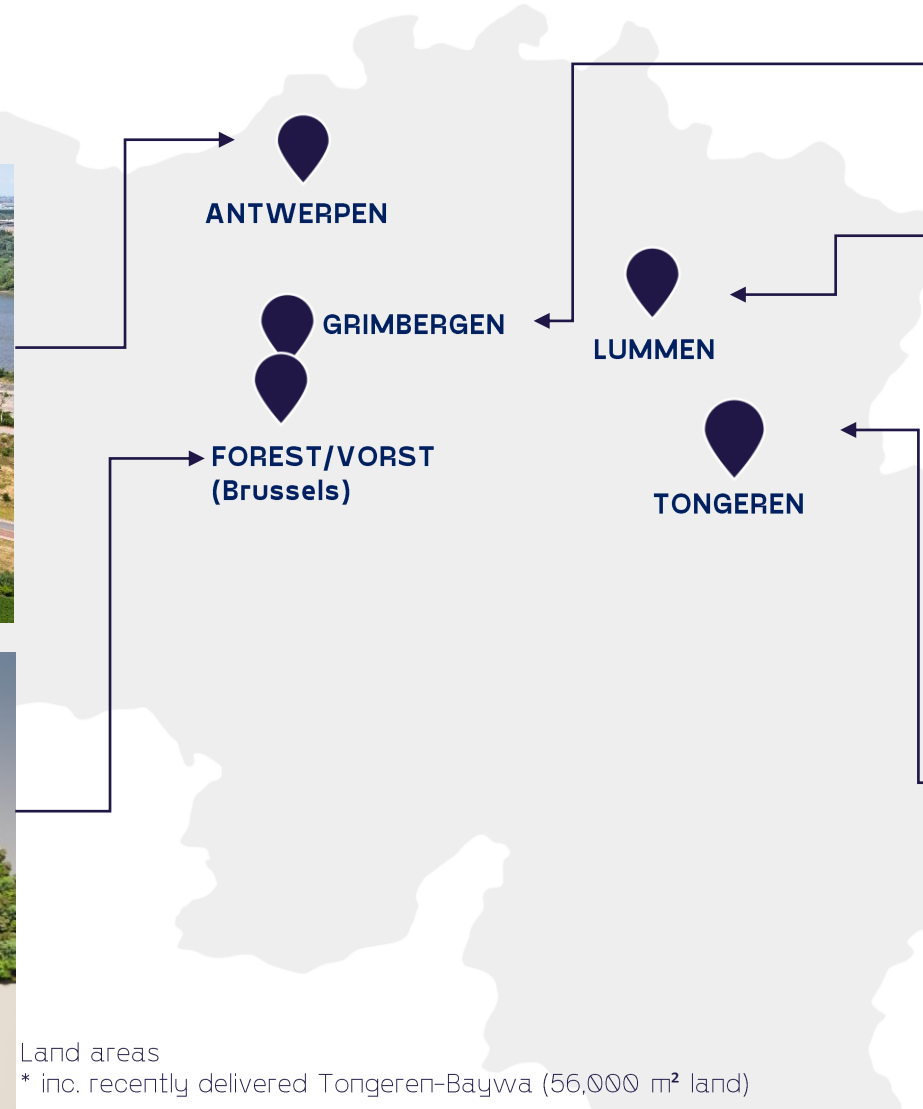 ANTWERPEN
GRIMBERGEN
LUMMEN
FOREST/VORST
(Brussels)
TONGEREN
Land areas
* inc. recently delivered Tongeren-Baywa (56,000 m² land)